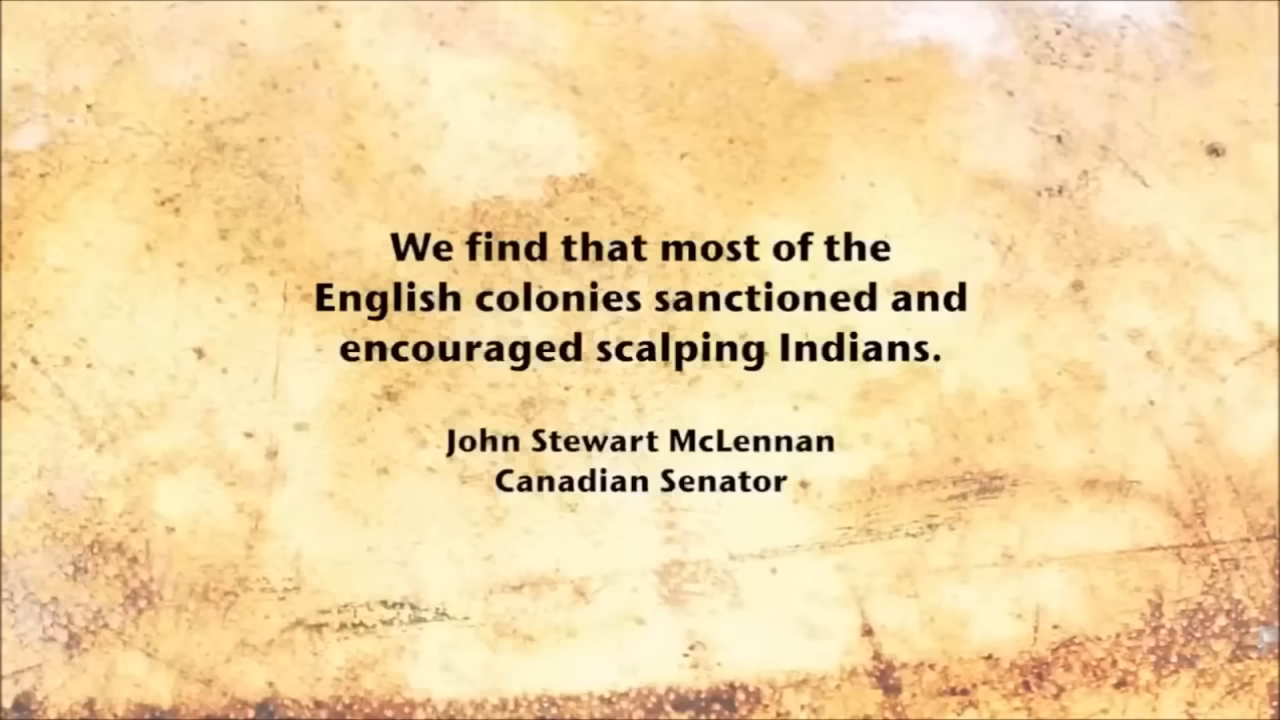 We find that most of the
English colonies sanctioned and
encouraged scalping Indians.
John Stewart McLennan
Canadian Senator